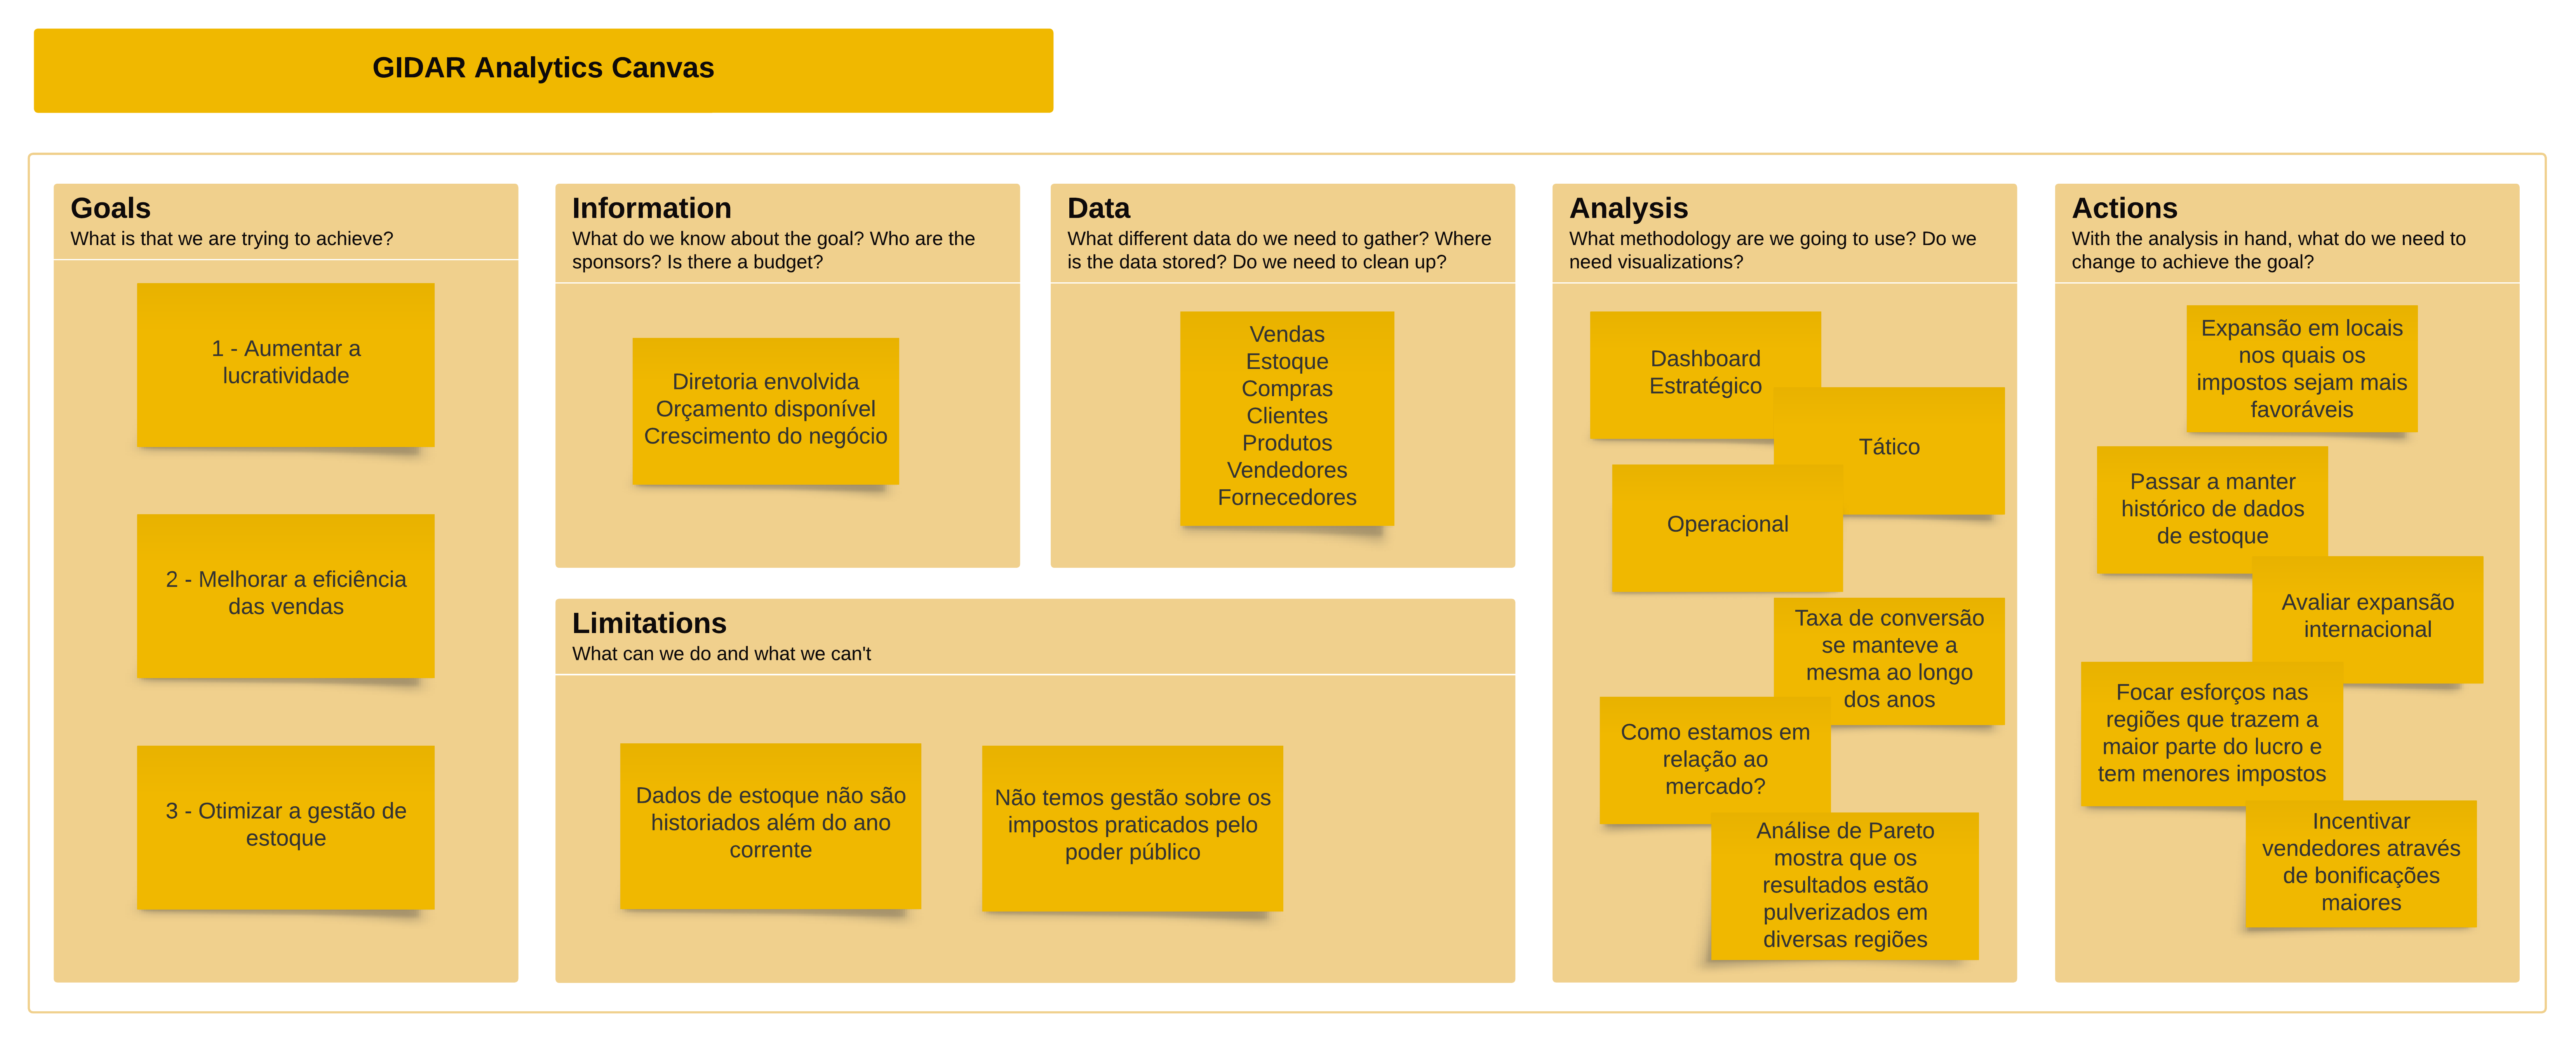 GIDAR Analytics Canvas
Goals
What is that we are trying to achieve?
1 - Aumentar a
lucratividade
2 - Melhorar a eficiência
das vendas
3 - Otimizar a gestão de
estoque
Information
What do we know about the goal? Who are the
sponsors? Is there a budget?
Diretoria envolvida
Orçamento disponível
Crescimento do negócio
Data
What different data do we need to gather? Where
is the data stored? Do we need to clean up?
Vendas
Estoque
Compras
Clientes
Produtos
Vendedores
Fornecedores
Limitations
What can we do and what we can't
Dados de estoque não são
historiados além do ano
corrente
Não temos gestão sobre os
impostos praticados pelo
poder público
Analysis
What methodology are we going to use? Do we
need visualizations?
Dashboard
Estratégico
Tático
Operacional
Taxa de conversão
se manteve a
mesma ao longo
dos anos
Como estamos em
relação ao
mercado?
Análise de Pareto
mostra que os
resultados estão
pulverizados em
diversas regiões
Actions
With the analysis in hand, what do we need to
change to achieve the goal?
Expansão em locais
nos quais os
impostos sejam mais
favoráveis
Passar a manter
histórico de dados
de estoque
Avaliar expansão
internacional
Focar esforços nas
regiões que trazem a
maior parte do lucro e
tem menores impostos
Incentivar
vendedores através
de bonificações
maiores